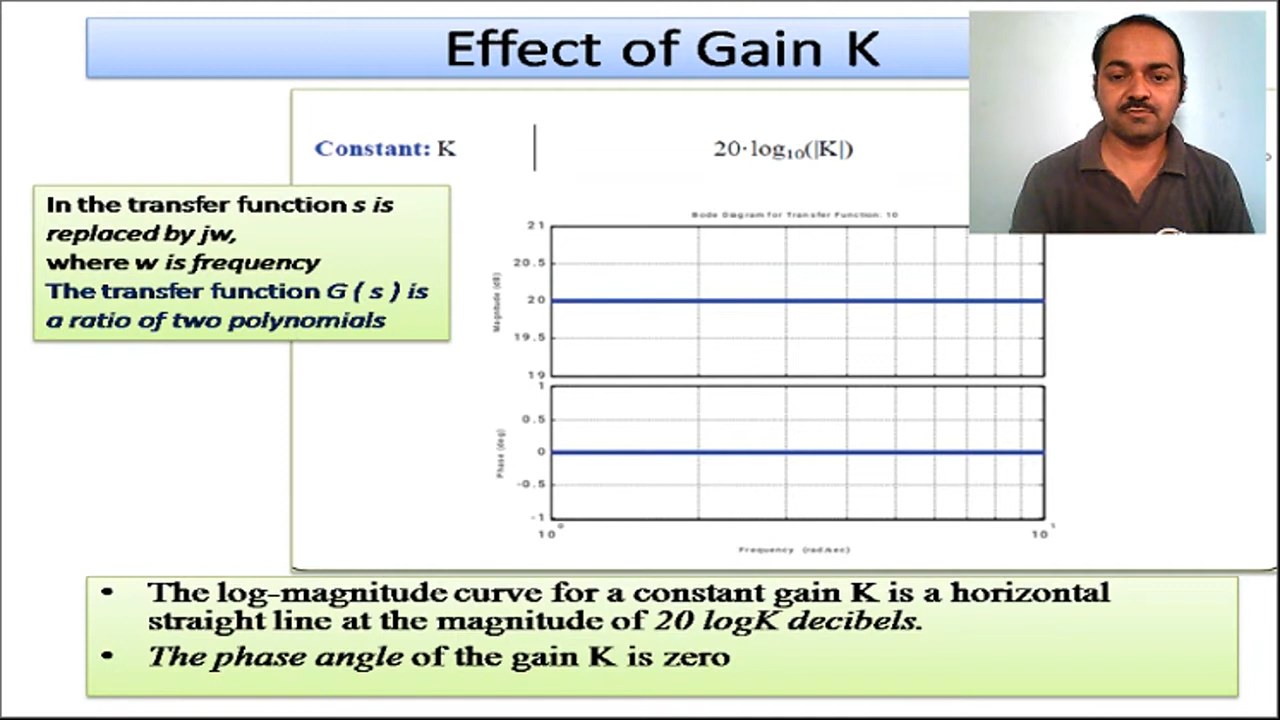 Effect of Gain K
Constant: K
20·log₁₀(|K|)
In the transfer function s is
replaced by jw,
where w is frequency
The transfer function G ( s ) is
a ratio of two polynomials
Bode Diagram for Transfer Function: 10
21
20.5
20
19.5
19
Magnitude (dB)
1
0.5
0
-0.5
-1
Phase (deg)
10⁰
10¹
Frequency (rad/sec)
• The log-magnitude curve for a constant gain K is a horizontal
straight line at the magnitude of 20 logK decibels.
• The phase angle of the gain K is zero